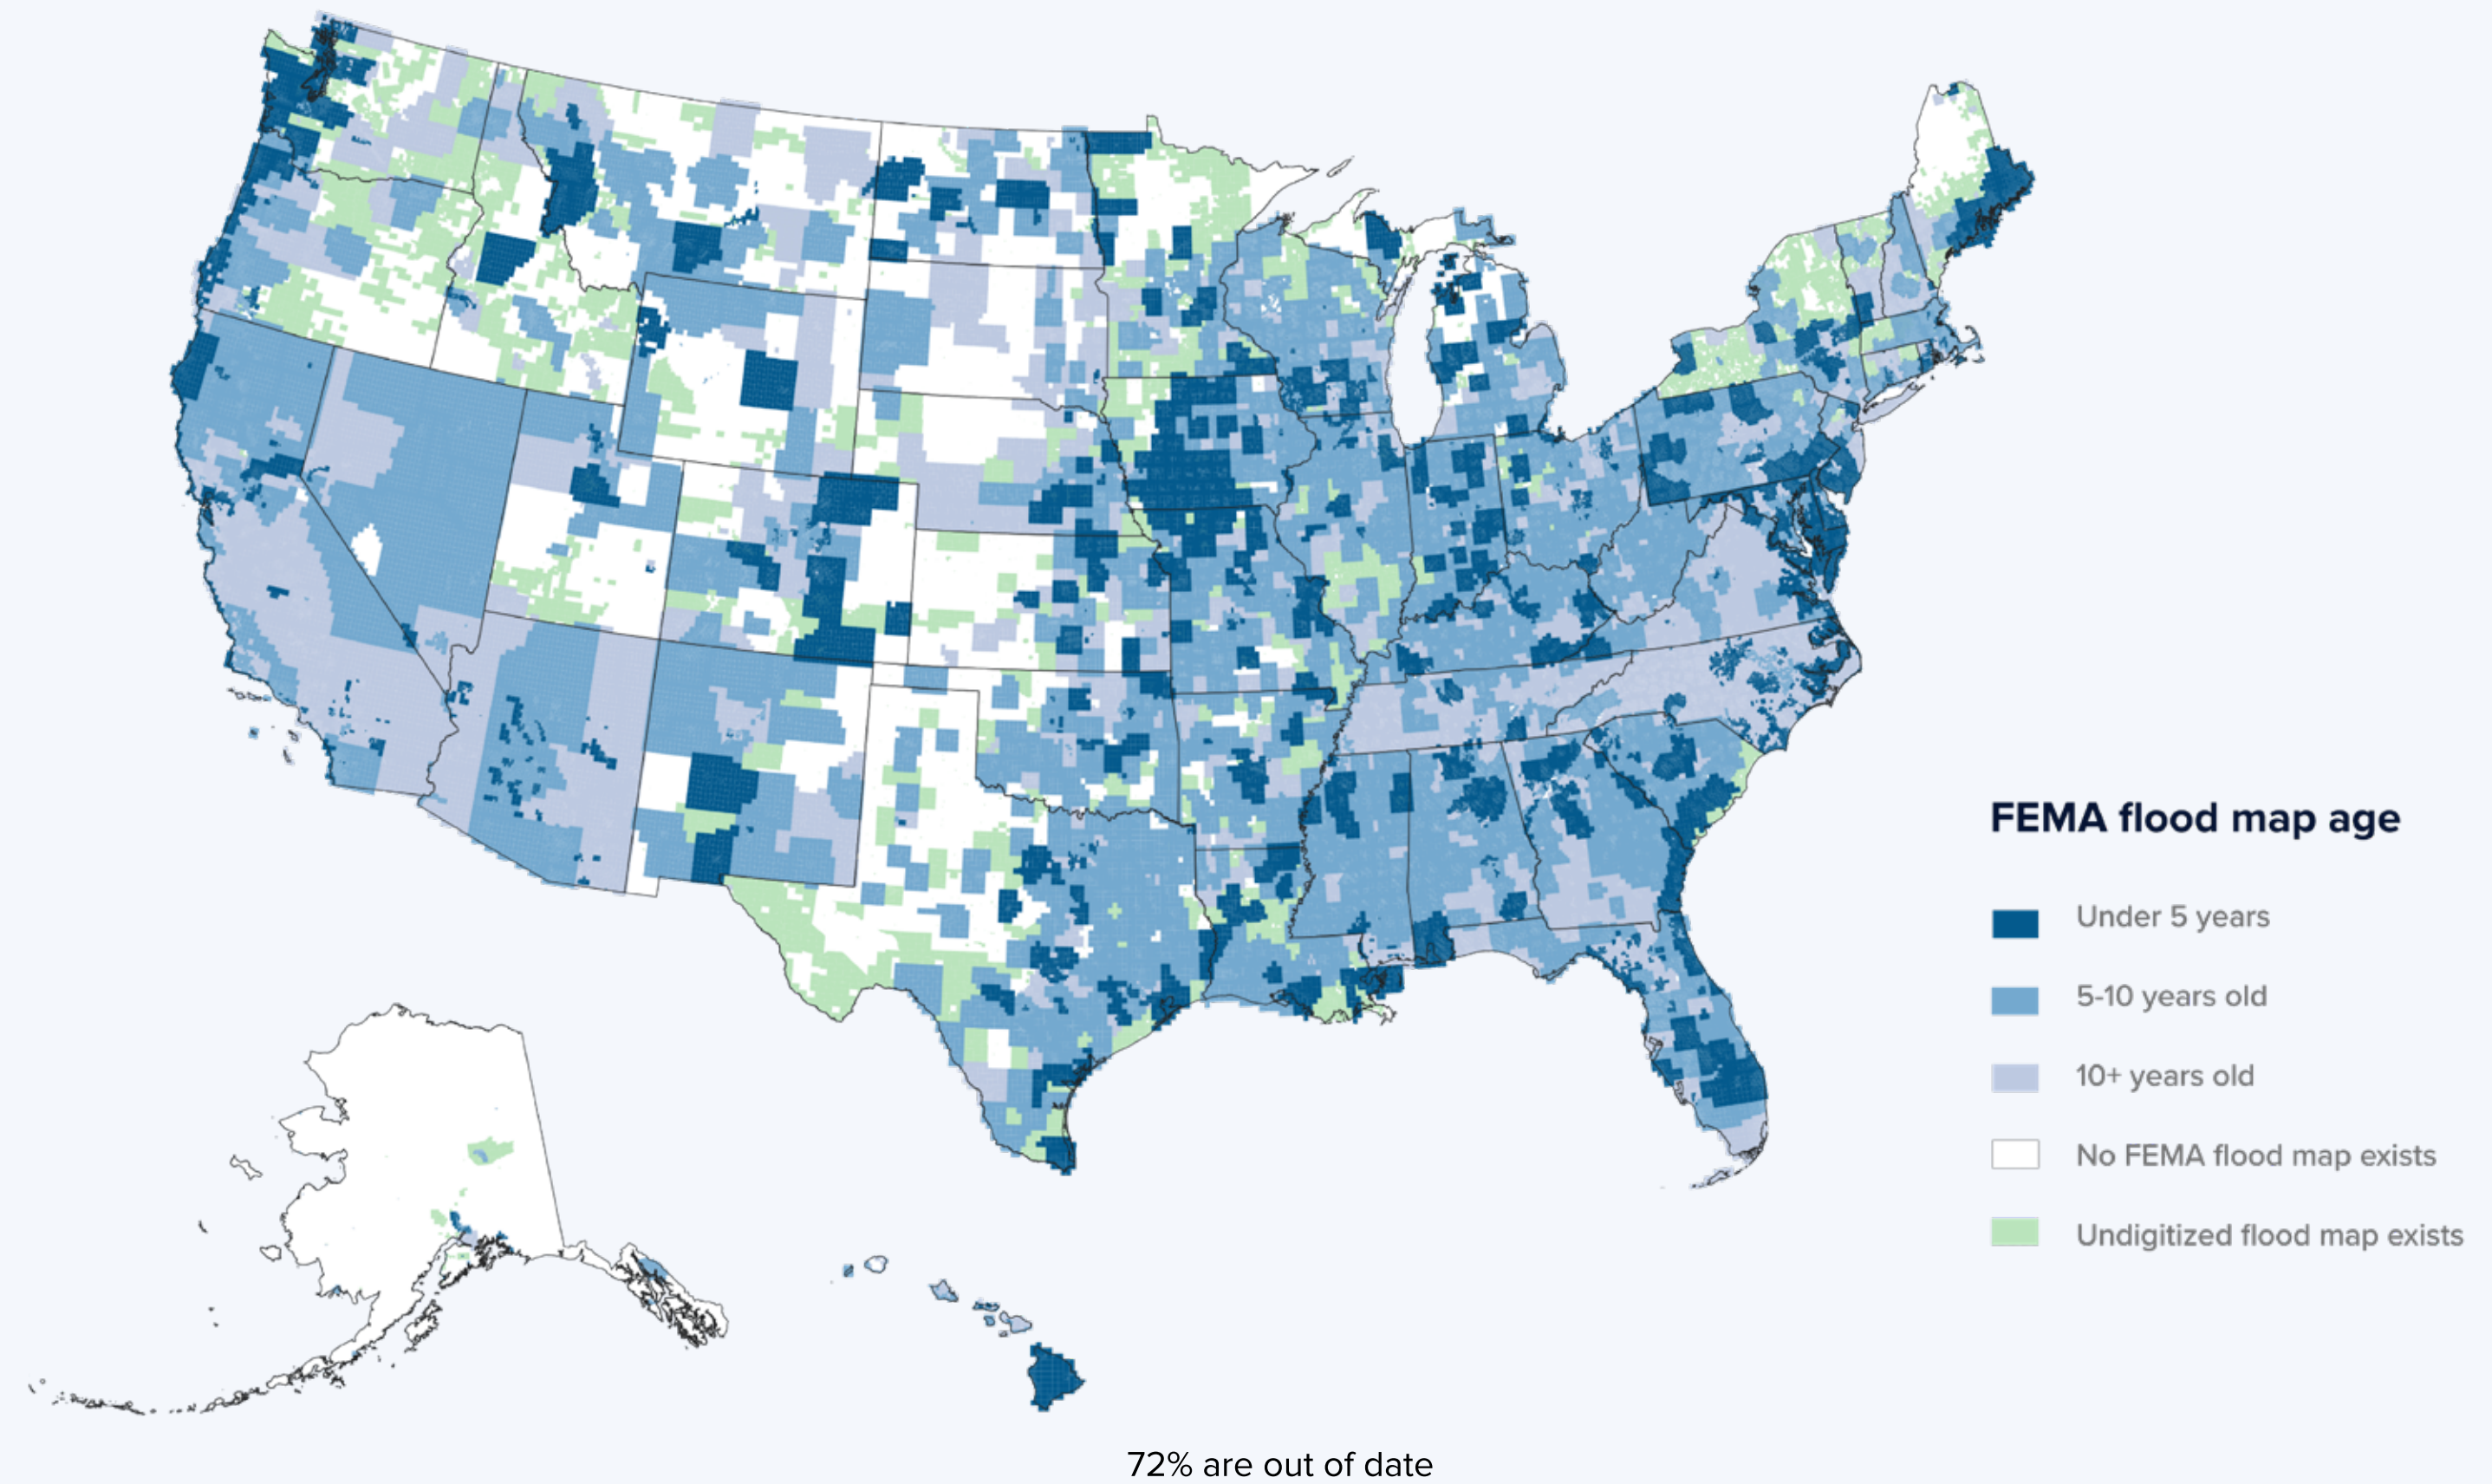 FEMA flood map age
Under 5 years
5-10 years old
10+ years old
No FEMA flood map exists
Undigitized flood map exists
72% are out of date